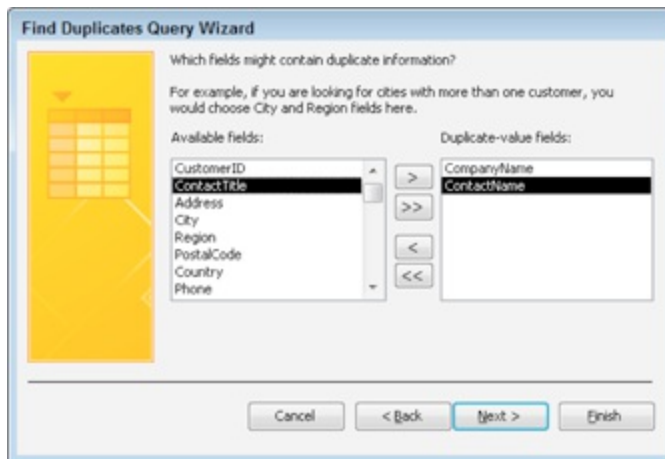 Find Duplicates Query Wizard
Which fields might contain duplicate information?
For example, if you are looking for cities with more than one customer, you
would choose City and Region fields here.
Available fields:
Duplicate-value fields:
CustomerID
ContactTitle
Address
City
Region
PostalCode
Country
Phone
>
>>
<
<<
CompanyName
ContactName
Cancel
< Back
Next >
Finish